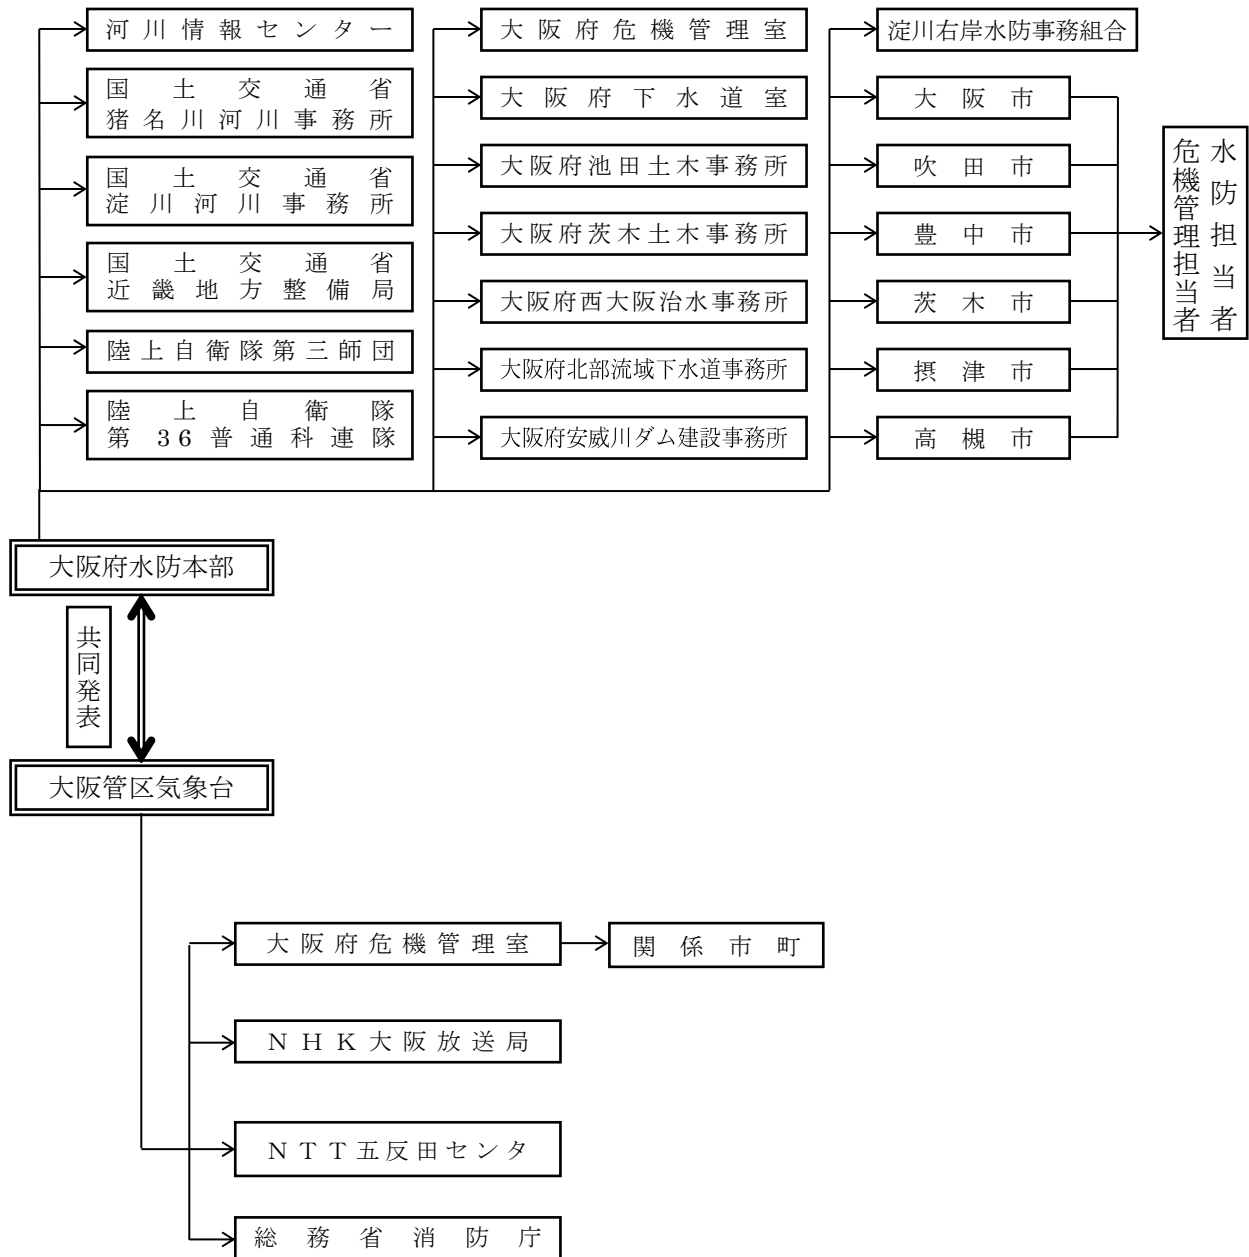 河川情報センター
国土交通省
猪名川河川事務所
国土交通省
淀川河川事務所
国土交通省
近畿地方整備局
陸上自衛隊第三師団
陸上自衛隊
第36普通科連隊
大阪府危機管理室
大阪府下水道室
大阪府池田土木事務所
大阪府茨木土木事務所
大阪府西大阪治水事務所
大阪府北部流域下水道事務所
大阪府安威川ダム建設事務所
淀川右岸水防事務組合
大阪市
吹田市
豊中市
茨木市
摂津市
高槻市
水防担当者
危機管理担当者
大阪府水防本部
共同発表
大阪管区気象台
大阪府危機管理室
関係市町
NHK大阪放送局
NTT五反田センタ
総務省消防庁